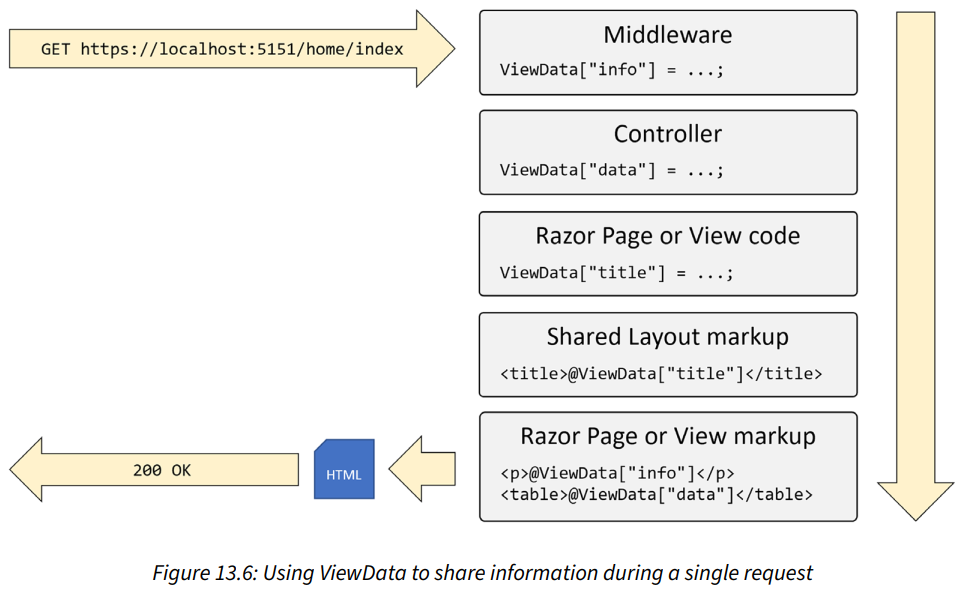 GET https://localhost:5151/home/index
Middleware
ViewData["info"] = ...;
Controller
ViewData["data"] = ...;
Razor Page or View code
ViewData["title"] = ...;
Shared Layout markup
<title>@ViewData["title"]</title>
Razor Page or View markup
<p>@ViewData["info"]</p>
<table>@ViewData["data"]</table>
HTML
200 OK
Figure 13.6: Using ViewData to share information during a single request